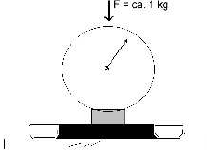 F = ca. 1 kg